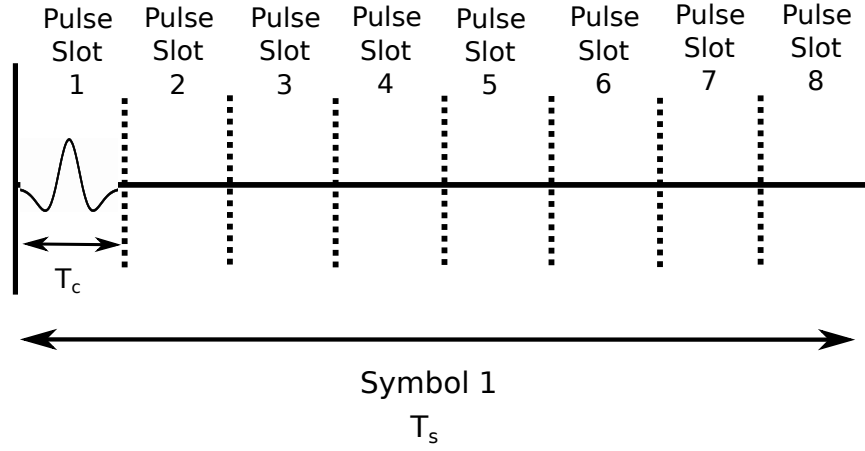 Pulse Slot 1
Pulse Slot 2
Pulse Slot 3
Pulse Slot 4
Pulse Slot 5
Pulse Slot 6
Pulse Slot 7
Pulse Slot 8
Tc
Symbol 1
Ts